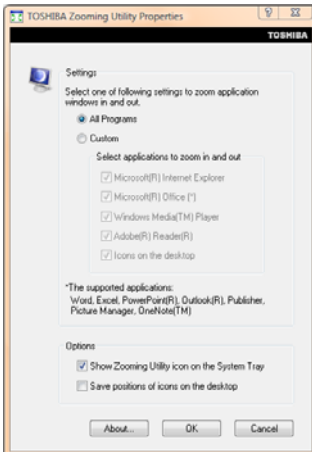 TOSHIBA Zooming Utility Properties
TOSHIBA
Settings
Select one of following settings to zoom application
windows in and out.
All Programs
Custom
Select applications to zoom in and out
Microsoft(R) Internet Explorer
Microsoft(R) Office (*)
Windows Media(TM) Player
Adobe(R) Reader(R)
Icons on the desktop
*The supported applications:
Word, Excel, PowerPoint(R), Outlook(R), Publisher,
Picture Manager, OneNote(TM)
Options
Show Zooming Utility icon on the System Tray
Save positions of icons on the desktop
About... OK Cancel